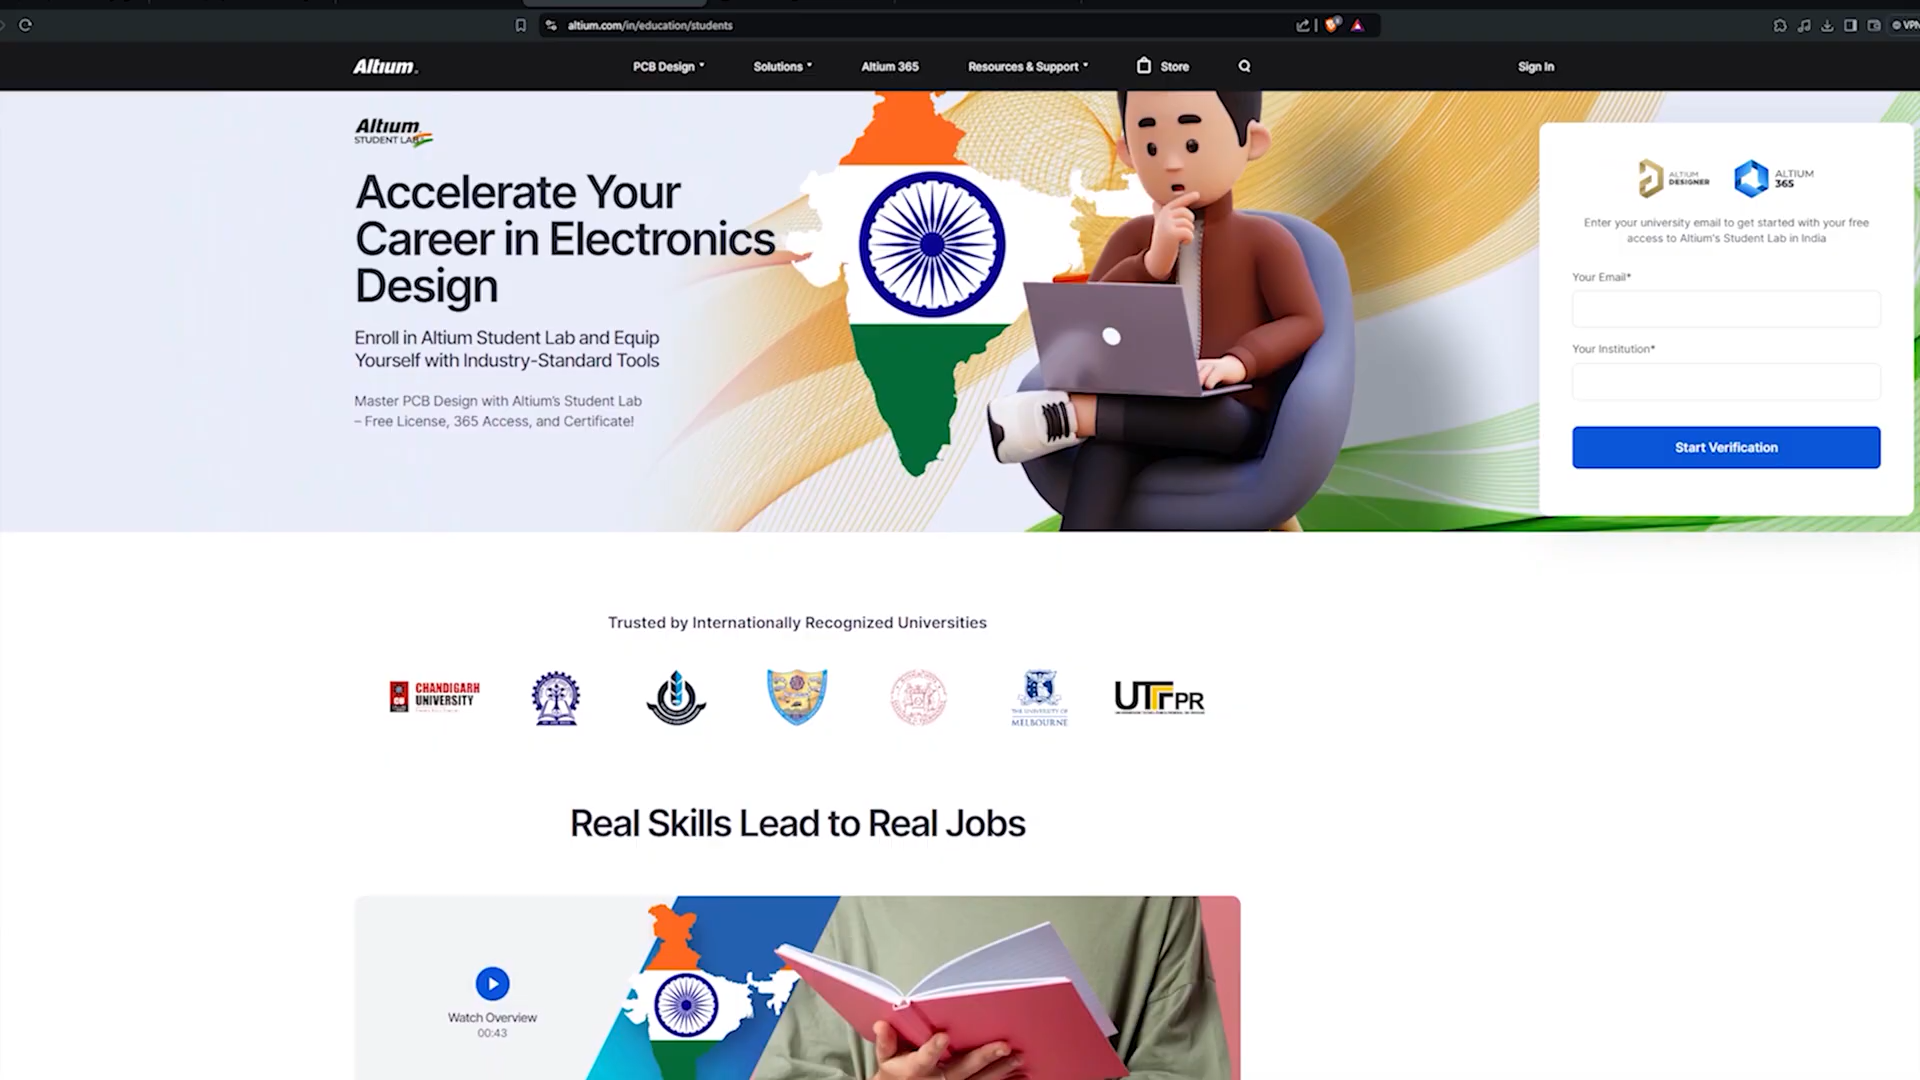 altium.com/in/education/students
VPN
Altium
PCB Design
Solutions
Altium 365
Resources & Support
Store
Sign In
Altium
STUDENT LAB
Accelerate Your
Career in Electronics
Design
Enroll in Altium Student Lab and Equip
Yourself with Industry-Standard Tools
Master PCB Design with Altium's Student Lab
– Free License, 365 Access, and Certificate!
ALTIUM
DESIGNER
ALTIUM
365
Enter your university email to get started with your free
access to Altium's Student Lab in India
Your Email*
Your Institution*
Start Verification
Trusted by Internationally Recognized Universities
CHANDIGARH
UNIVERSITY
THE UNIVERSITY OF
MELBOURNE
UTFPR
Real Skills Lead to Real Jobs
Watch Overview
00:43